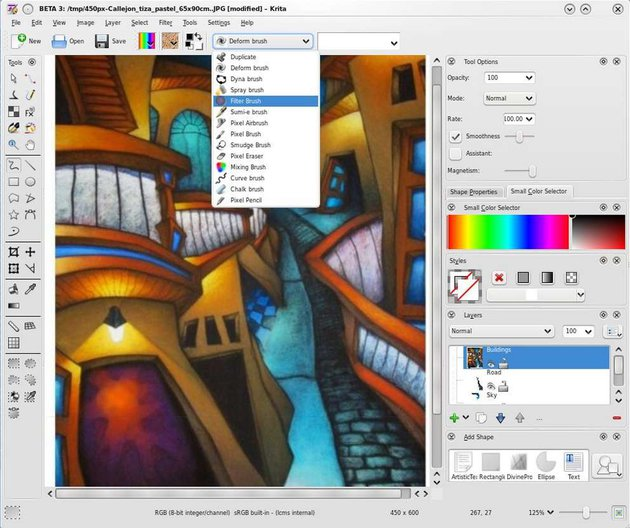 BETA 3: /tmp/450px-Callejon_tiza_pastel_65x90cm..JPG [modified] – Krita
File Edit View Image Layer Select Filter Tools Settings Help
New Open Save Deform brush
Duplicate
Deform brush
Dyna brush
Spray brush
Filter Brush
Sumi-e brush
Pixel Airbrush
Pixel Brush
Smudge Brush
Pixel Eraser
Mixing Brush
Curve brush
Chalk brush
Pixel Pencil
Tools
Tool Options
Opacity: 100
Mode: Normal
Rate: 100.00
Smoothness
Assistant:
Magnetism:
Shape Properties Small Color Selector
Small Color Selector
Styles
Layers
Normal 100
Buildings
Road
Sky
...
Add Shape
ArtisticTe: Rectangle DivinePro Ellipse Text
RGB (8-bit integer/channel) sRGB built-in - (lcms internal) 450 x 600 267, 27 125%